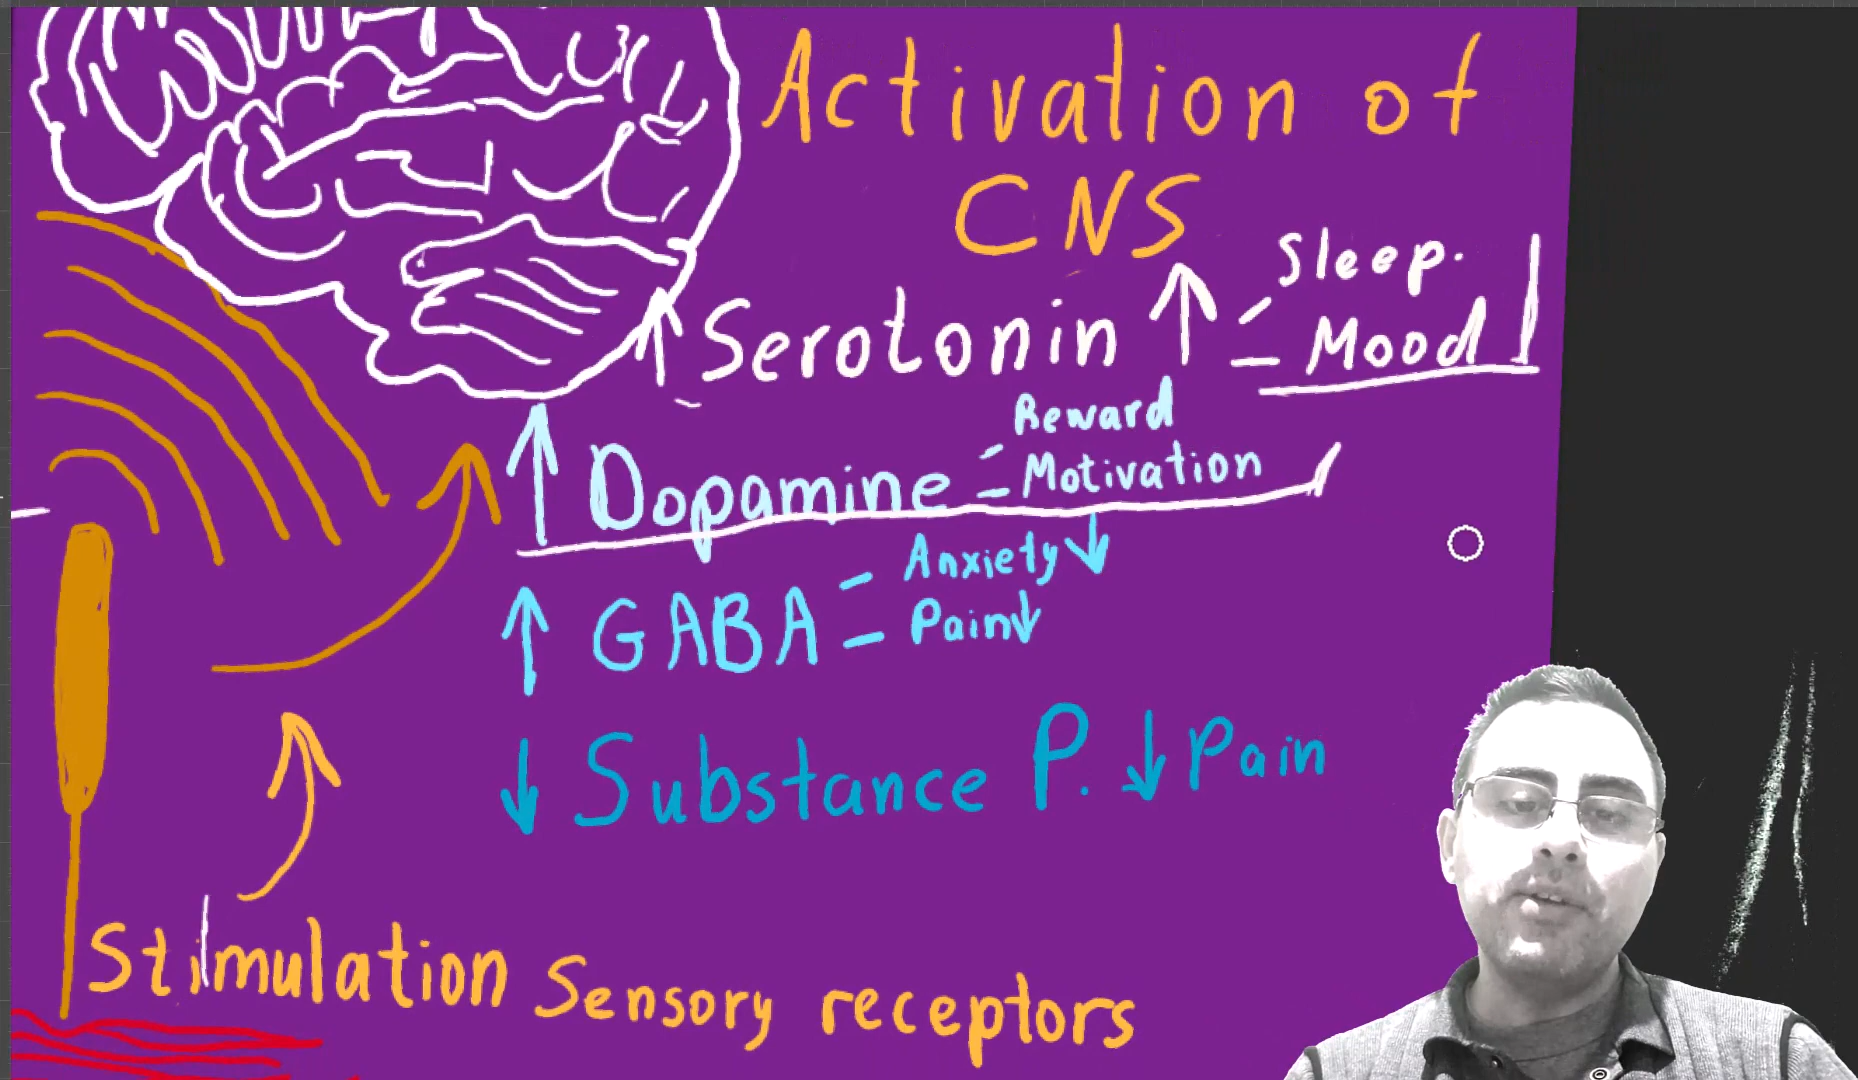 Activation of
CNS
↑ Serotonin ↑ - Sleep.
- Mood
↑ Dopamine - Reward
- Motivation
↑ GABA - Anxiety ↓
- Pain ↓
↓ Substance P. ↓ Pain
Stimulation Sensory receptors